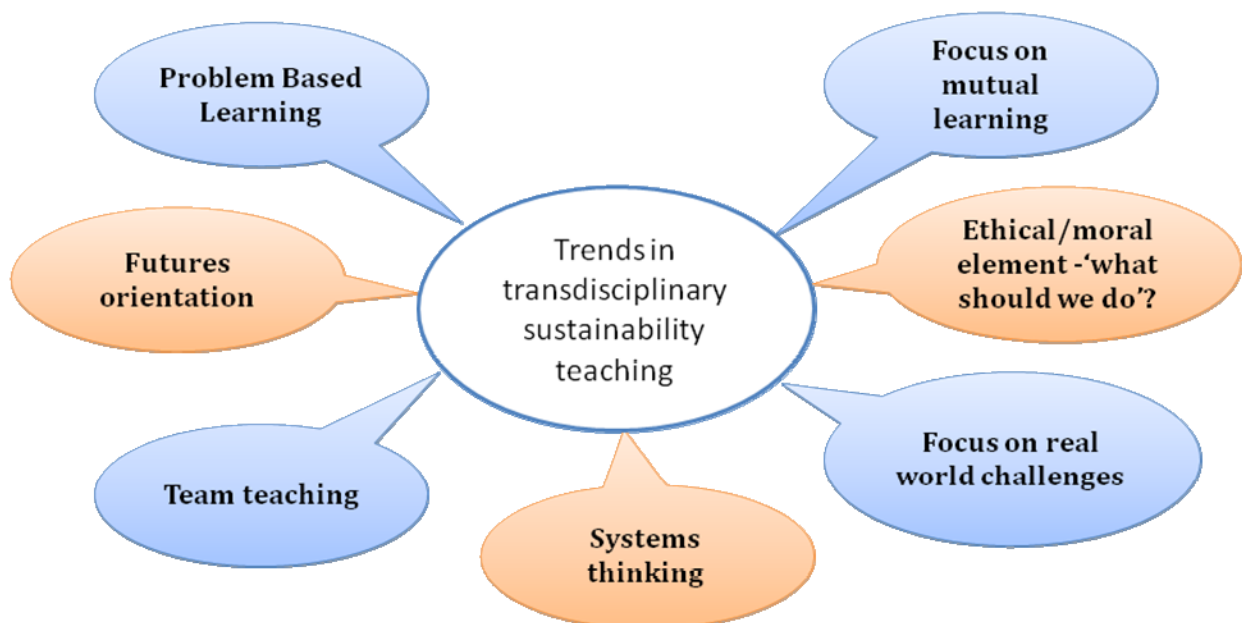 Problem Based
Learning
Focus on
mutual
learning
Futures
orientation
Trends in
transdisciplinary
sustainability
teaching
Ethical/moral
element -‘what
should we do’?
Team teaching
Focus on real
world challenges
Systems
thinking